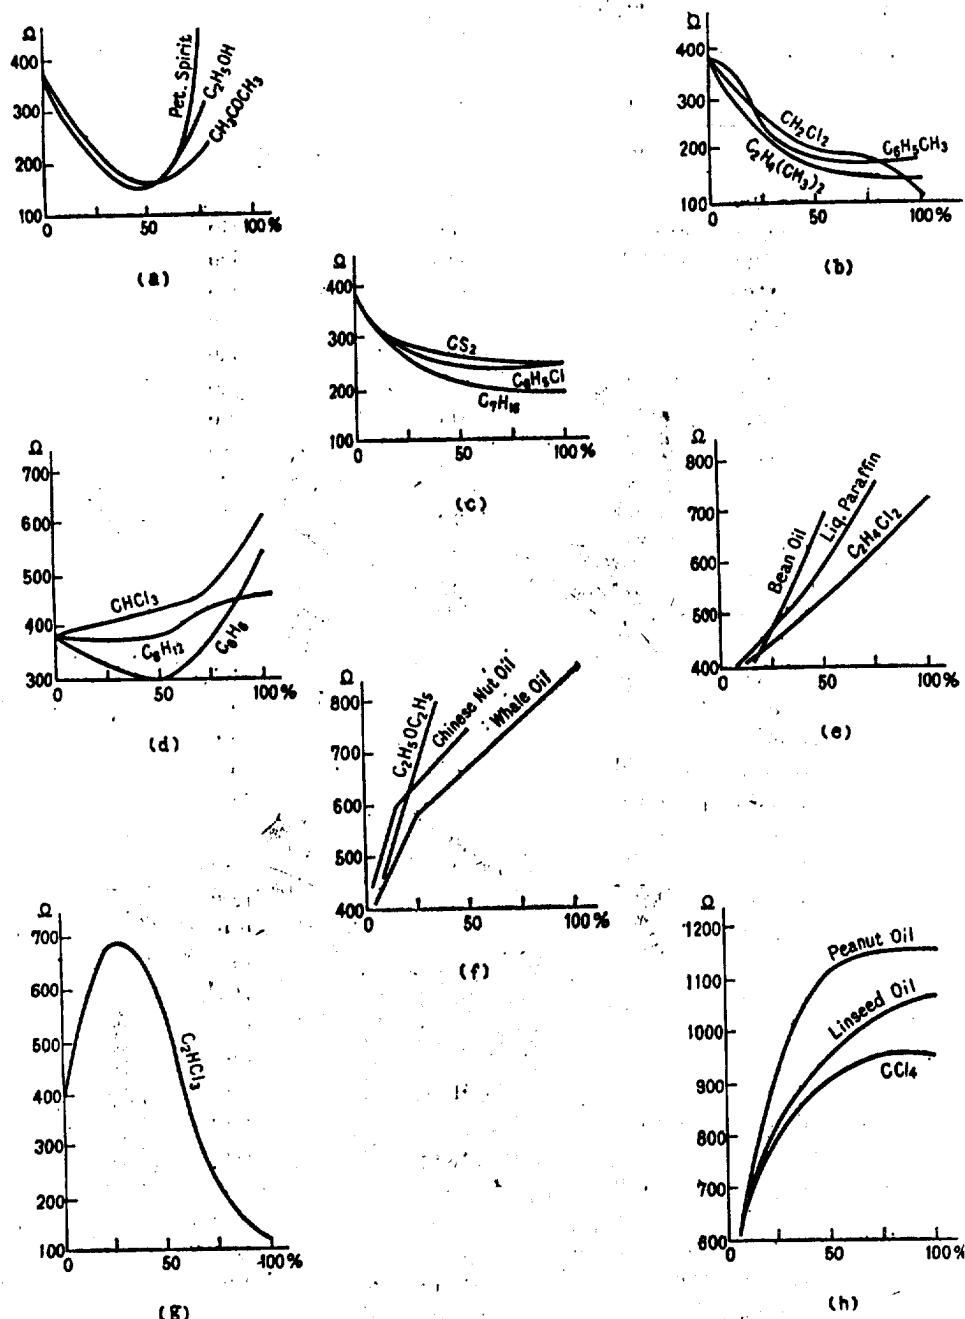 Ω
400
300
200
100
0
50
100%
Pet. Spirit
C₂H₅OH
CH₃COCH₃
(a)
Ω
400
300
200
100
0
50
100%
CH₂Cl₂
C₆H₅CH₃
C₂H₄(CH₃)₂
(b)
Ω
400
300
200
100
0
50
100%
CS₂
C₆H₅Cl
C₇H₁₆
(c)
Ω
700
600
500
400
300
0
50
100%
CHCl₃
C₆H₁₂
C₆H₆
(d)
Ω
800
700
600
500
400
0
50
100%
Bean Oil
Liq. Paraffin
C₂H₄Cl₂
(e)
Ω
800
700
600
500
400
0
50
100%
C₂H₅OC₂H₅
Chinese Nut Oil
Whale Oil
(f)
Ω
700
600
500
400
300
200
100
0
50
100%
C₂HCl₃
(g)
Ω
1200
1100
1000
900
800
700
600
0
50
100%
Peanut Oil
Linseed Oil
CCl₄
(h)